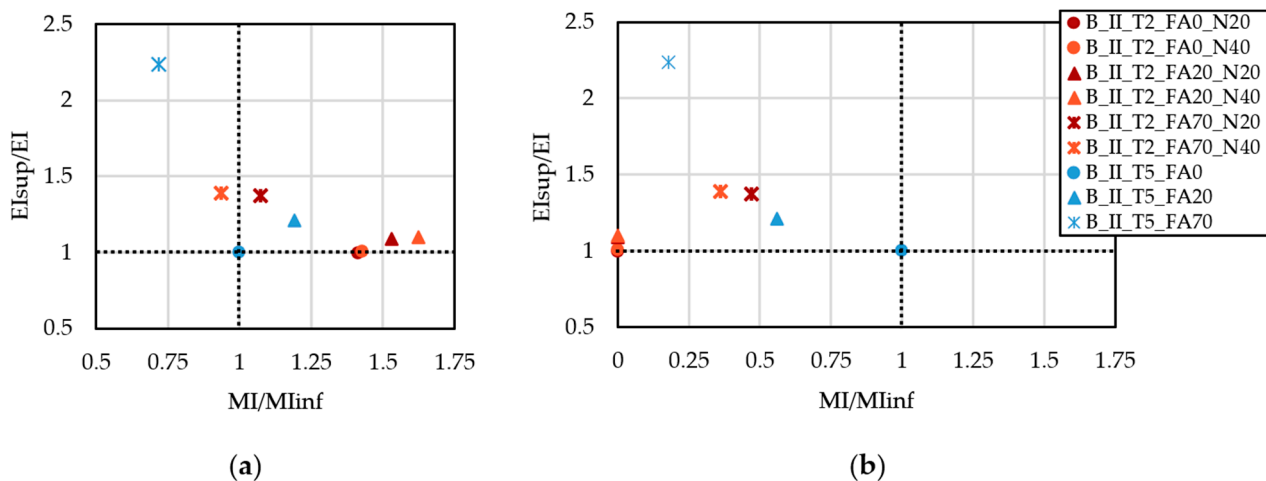 2.5
2
1.5
1
0.5
EIsup/EI
0.5 0.75 1 1.25 1.5 1.75
MI/MIinf
(a)
2.5
2
1.5
1
0.5
EIsup/EI
0 0.25 0.5 0.75 1 1.25 1.5 1.75
MI/MIinf
(b)
B_II_T2_FA0_N20
B_II_T2_FA0_N40
B_II_T2_FA20_N20
B_II_T2_FA20_N40
B_II_T2_FA70_N20
B_II_T2_FA70_N40
B_II_T5_FA0
B_II_T5_FA20
B_II_T5_FA70